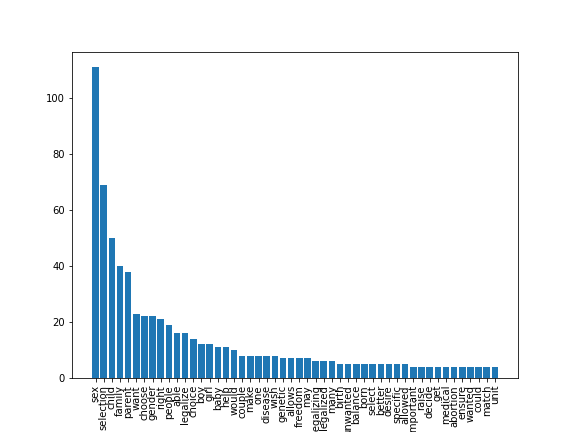 100
80
60
40
20
0
sex
selection
child
family
parent
want
choose
gender
right
people
able
legalize
choice
boy
girl
baby
help
would
couple
make
one
disease
wish
genetic
allows
freedom
may
legalizing
legalized
many
birth
unwanted
balance
born
select
better
desire
specific
allowed
important
raise
decide
get
medical
abortion
ensure
wanted
could
match
unit